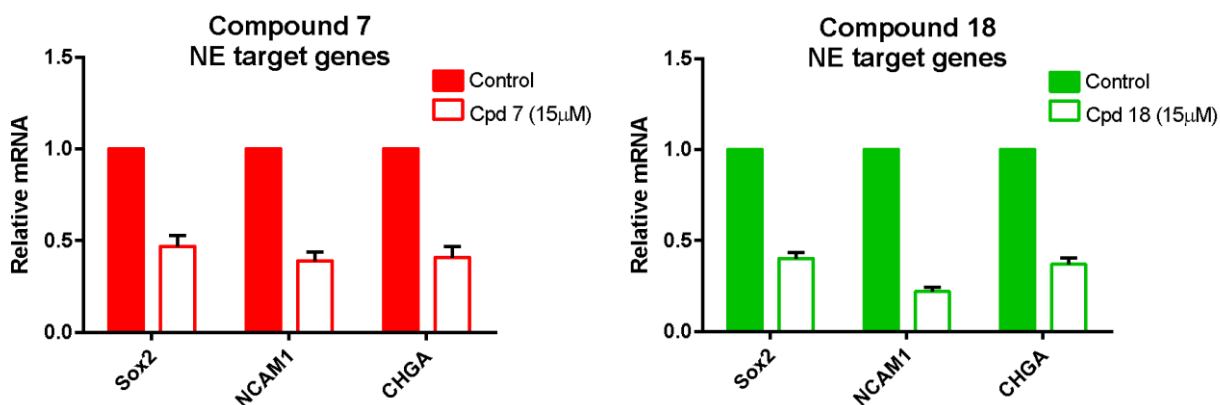 Compound 7
NE target genes
Control
Cpd 7 (15μM)
Relative mRNA
1.5
1.0
0.5
0.0
Sox2
NCAM1
CHGA
Compound 18
NE target genes
Control
Cpd 18 (15μM)
Relative mRNA
1.5
1.0
0.5
0.0
Sox2
NCAM1
CHGA